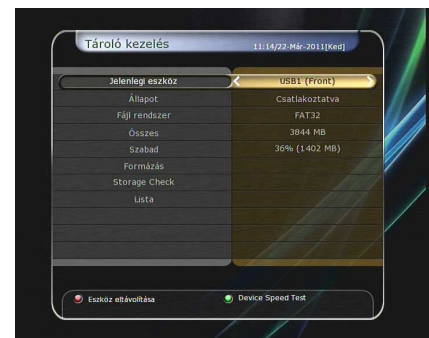 Tároló kezelés 11:14/22-Már-2011[Ked]
Jelenlegi eszköz USB1 (Front)
Állapot Csatlakoztatva
Fájl rendszer FAT32
Összes 3844 MB
Szabad 36% (1402 MB)
Formázás
Storage Check
Lista
Eszköz eltávolítása Device Speed Test